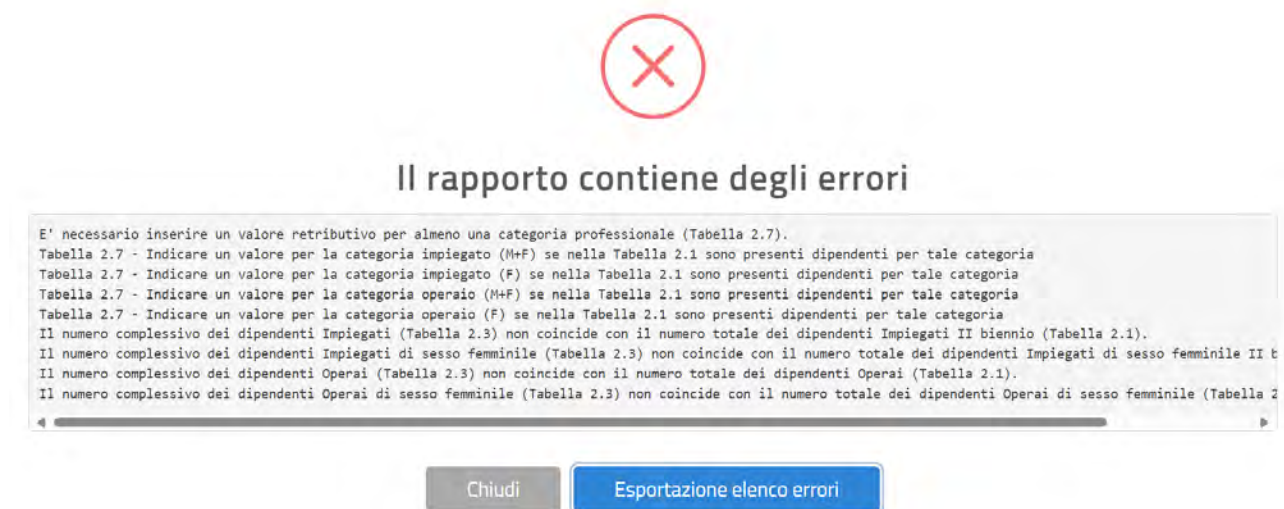 Il rapporto contiene degli errori
E' necessario inserire un valore retributivo per almeno una categoria professionale (Tabella 2.7).
Tabella 2.7 - Indicare un valore per la categoria impiegato (M+F) se nella Tabella 2.1 sono presenti dipendenti per tale categoria
Tabella 2.7 - Indicare un valore per la categoria impiegato (F) se nella Tabella 2.1 sono presenti dipendenti per tale categoria
Tabella 2.7 - Indicare un valore per la categoria operaio (M+F) se nella Tabella 2.1 sono presenti dipendenti per tale categoria
Tabella 2.7 - Indicare un valore per la categoria operaio (F) se nella Tabella 2.1 sono presenti dipendenti per tale categoria
Il numero complessivo dei dipendenti Impiegati (Tabella 2.3) non coincide con il numero totale dei dipendenti Impiegati II biennio (Tabella 2.1).
Il numero complessivo dei dipendenti Impiegati di sesso femminile (Tabella 2.3) non coincide con il numero totale dei dipendenti Impiegati di sesso femminile II
Il numero complessivo dei dipendenti Operai (Tabella 2.3) non coincide con il numero totale dei dipendenti Operai (Tabella 2.1).
Il numero complessivo dei dipendenti Operai di sesso femminile (Tabella 2.3) non coincide con il numero totale dei dipendenti Operai di sesso femminile (Tabella
Chiudi
Esportazione elenco errori